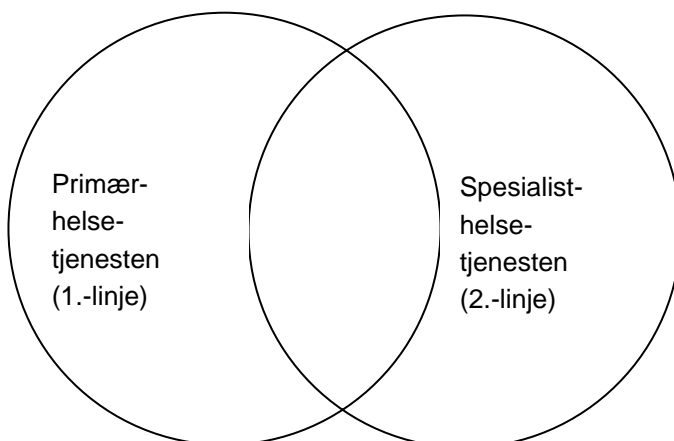 Primær-
helse-
tjenesten
(1.-linje)
Spesialist-
helse-
tjenesten
(2.-linje)